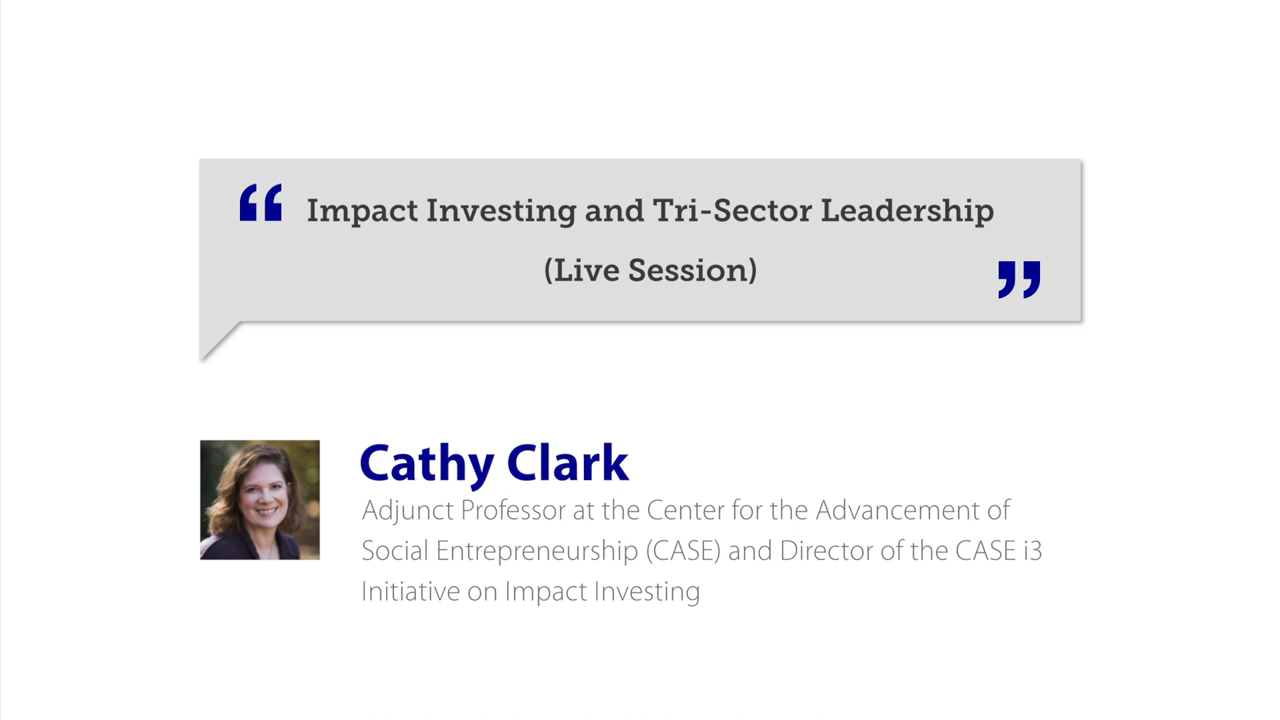 “ Impact Investing and Tri-Sector Leadership
(Live Session) ”
Cathy Clark
Adjunct Professor at the Center for the Advancement of
Social Entrepreneurship (CASE) and Director of the CASE i3
Initiative on Impact Investing